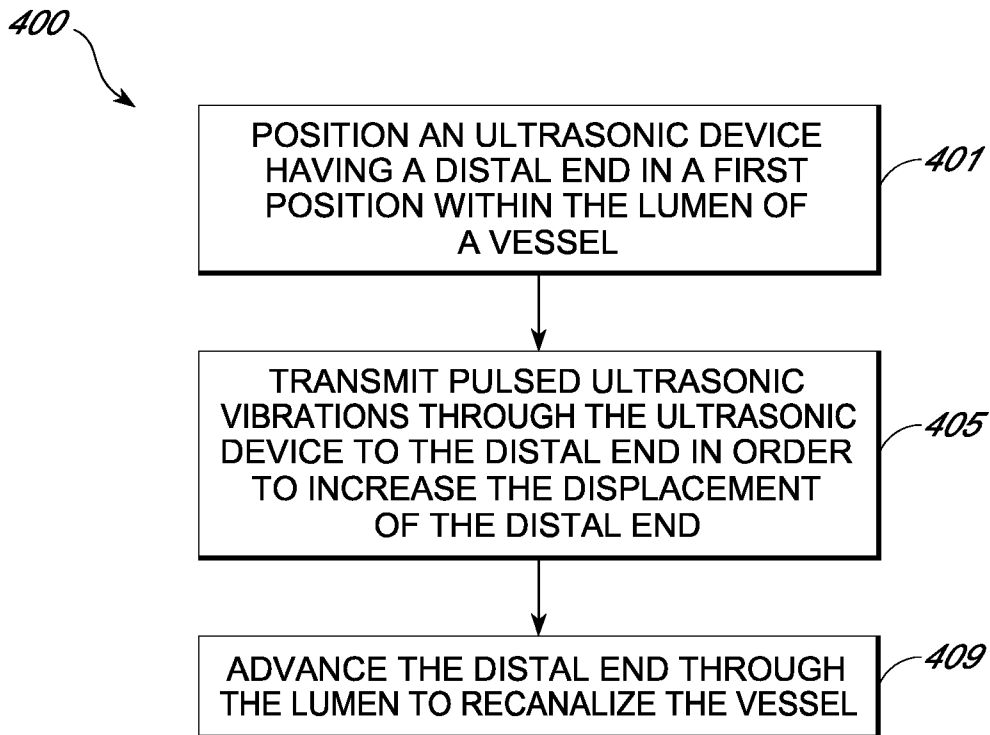 400
POSITION AN ULTRASONIC DEVICE
HAVING A DISTAL END IN A FIRST
POSITION WITHIN THE LUMEN OF
A VESSEL
401
TRANSMIT PULSED ULTRASONIC
VIBRATIONS THROUGH THE ULTRASONIC
DEVICE TO THE DISTAL END IN ORDER
TO INCREASE THE DISPLACEMENT
OF THE DISTAL END
405
ADVANCE THE DISTAL END THROUGH
THE LUMEN TO RECANALIZE THE VESSEL
409